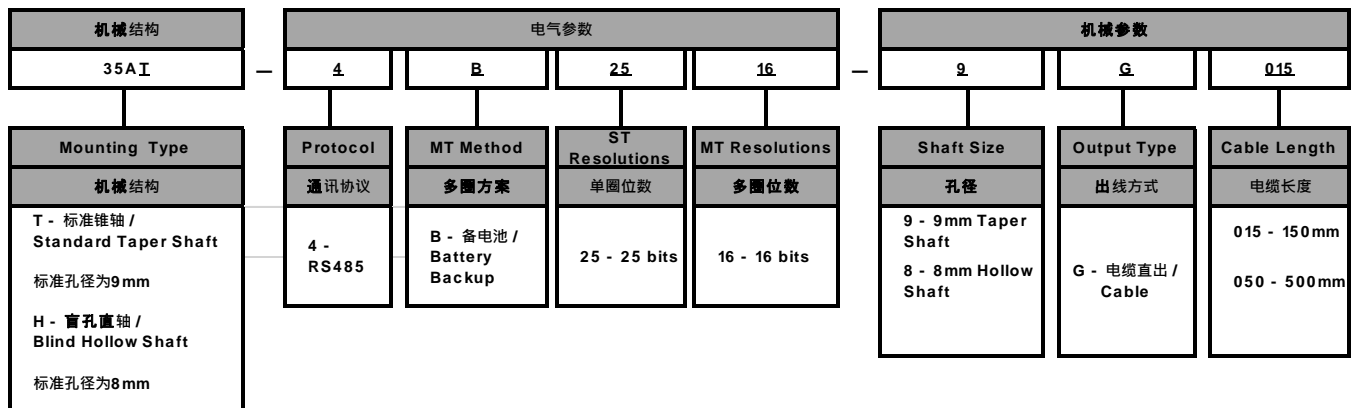 机械结构
电气参数
机械参数
35AT — 4 B 25 16 — 9 G 015
Mounting Type
机械结构
T - 标准锥轴 /
Standard Taper Shaft
标准孔径为9mm
H - 盲孔直轴 /
Blind Hollow Shaft
标准孔径为8mm
Protocol
通讯协议
4 -
RS485
MT Method
多圈方案
B - 备电池 /
Battery
Backup
ST
Resolutions
单圈位数
25 - 25 bits
MT Resolutions
多圈位数
16 - 16 bits
Shaft Size
孔径
9 - 9mm Taper
Shaft
8 - 8mm Hollow
Shaft
Output Type
出线方式
G - 电缆直出 /
Cable
Cable Length
电缆长度
015 - 150mm
050 - 500mm